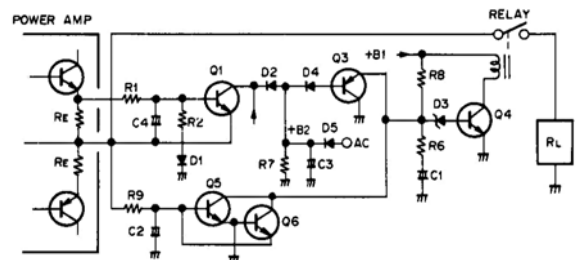 POWER AMP
RELAY
+B1
Q1
Q3
D2
D4
R1
R8
D3
Q4
RE
C4
R2
+B2
D5
AC
R6
RL
RE
D1
R7
C3
C1
Q5
R9
Q6
C2